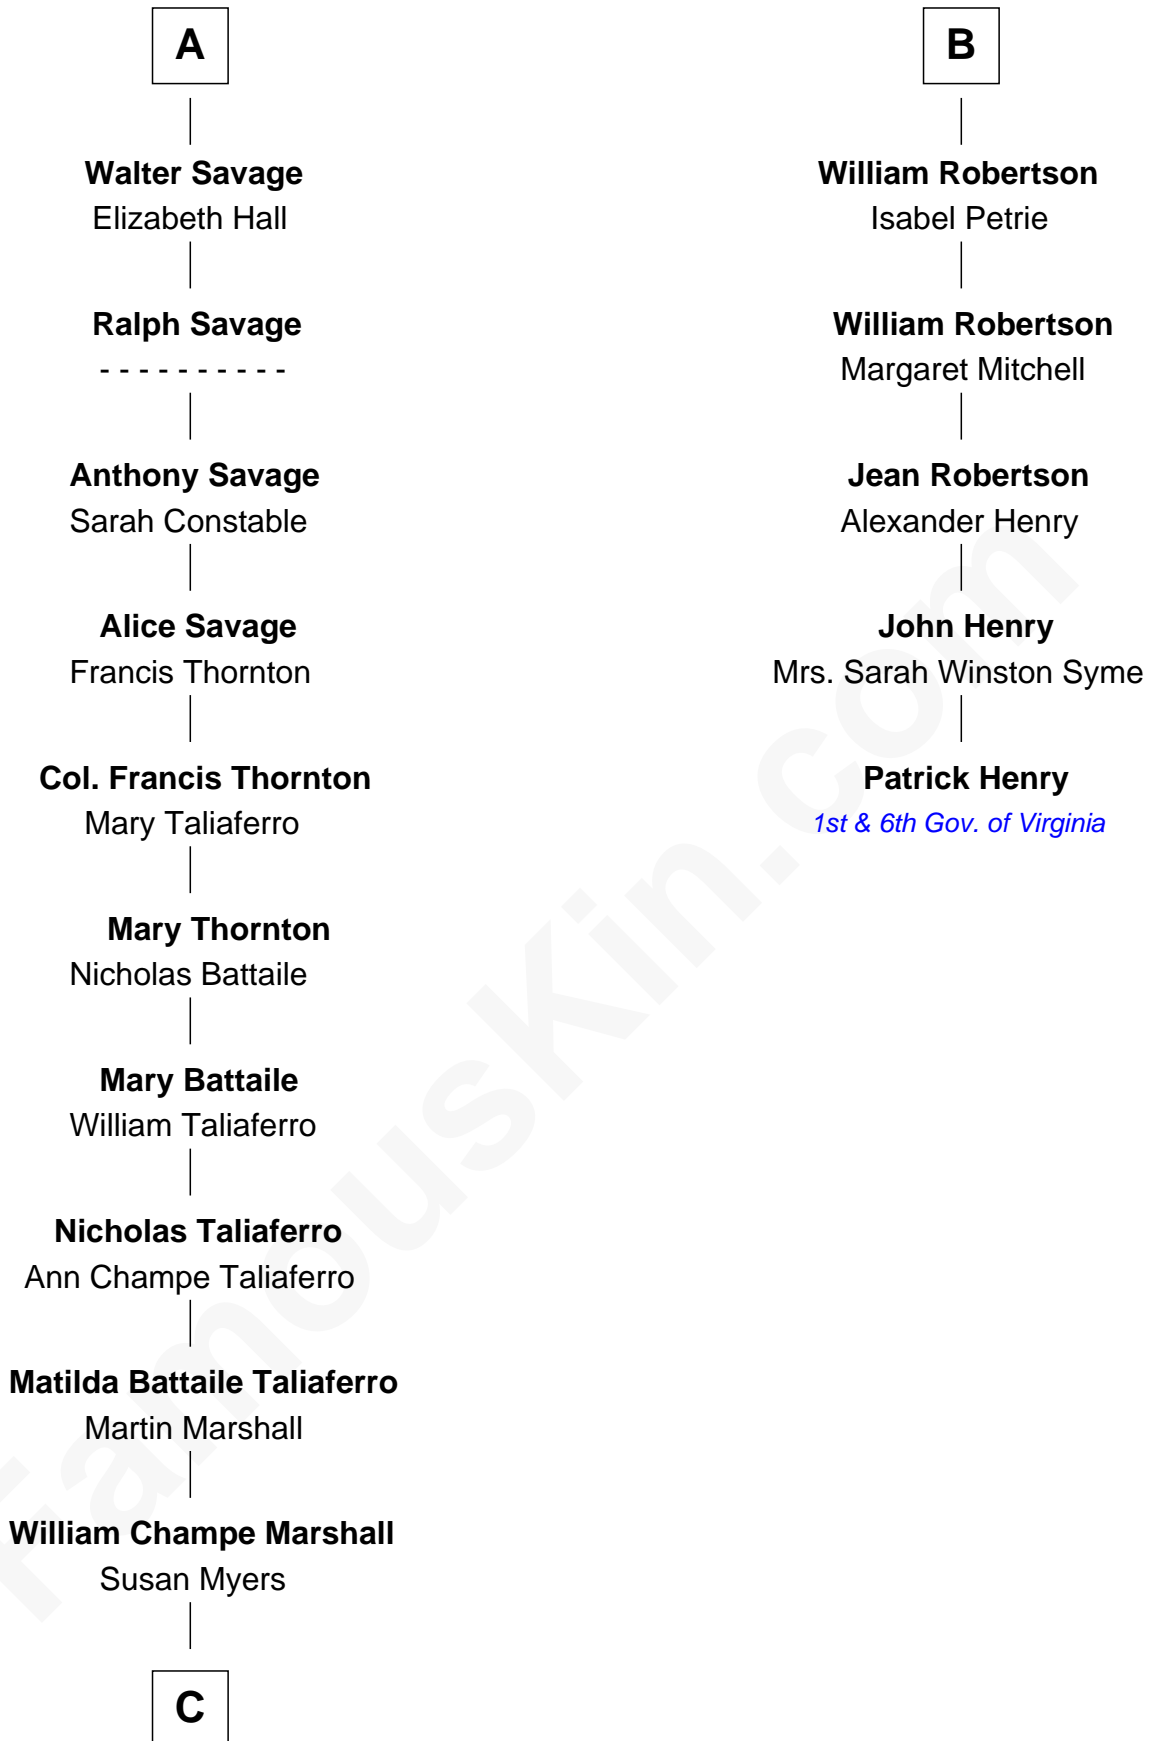 A
Walter Savage
Elizabeth Hall
Ralph Savage
- - - - - - - - - -
Anthony Savage
Sarah Constable
Alice Savage
Francis Thornton
Col. Francis Thornton
Mary Taliaferro
Mary Thornton
Nicholas Battaile
Mary Battaile
William Taliaferro
Nicholas Taliaferro
Ann Champe Taliaferro
Matilda Battaile Taliaferro
Martin Marshall
William Champe Marshall
Susan Myers
C
B
William Robertson
Isabel Petrie
William Robertson
Margaret Mitchell
Jean Robertson
Alexander Henry
John Henry
Mrs. Sarah Winston Syme
Patrick Henry
1st & 6th Gov. of Virginia
FamousKin.com